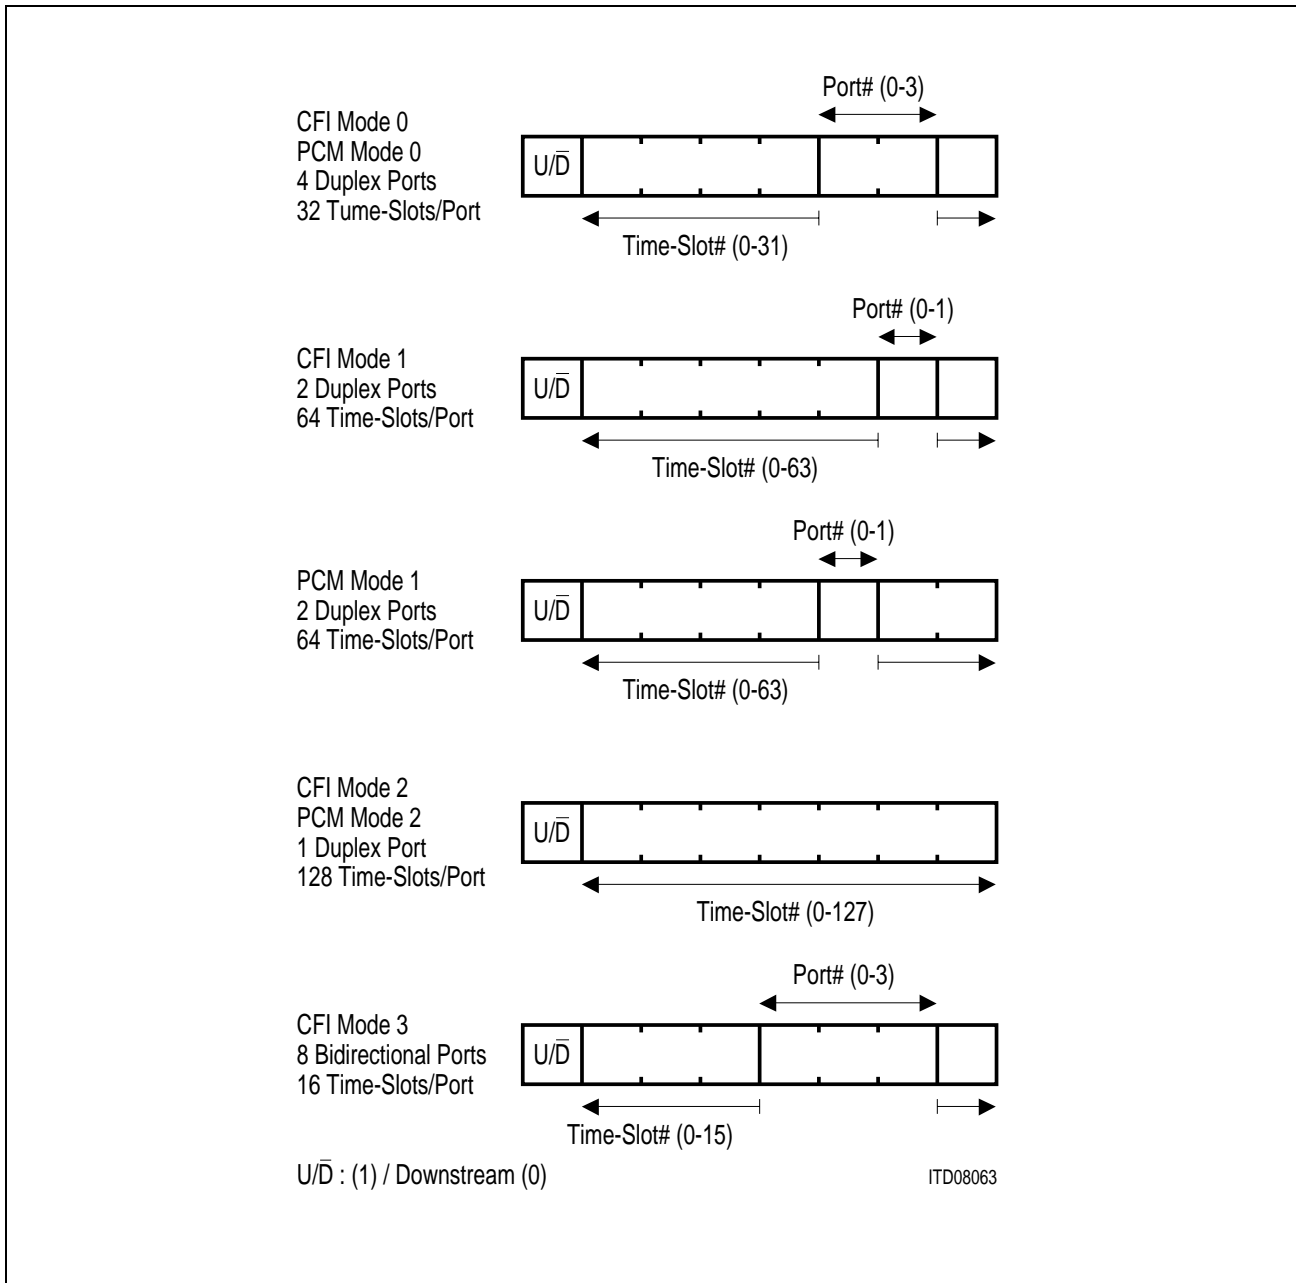 Port# (0-3)
CFI Mode 0
PCM Mode 0
4 Duplex Ports
32 Tume-Slots/Port
U/D̅
Time-Slot# (0-31)
Port# (0-1)
CFI Mode 1
2 Duplex Ports
64 Time-Slots/Port
U/D̅
Time-Slot# (0-63)
Port# (0-1)
PCM Mode 1
2 Duplex Ports
64 Time-Slots/Port
U/D̅
Time-Slot# (0-63)
CFI Mode 2
PCM Mode 2
1 Duplex Port
128 Time-Slots/Port
U/D̅
Time-Slot# (0-127)
Port# (0-3)
CFI Mode 3
8 Bidirectional Ports
16 Time-Slots/Port
U/D̅
Time-Slot# (0-15)
U/D̅ : (1) / Downstream (0)
ITD08063